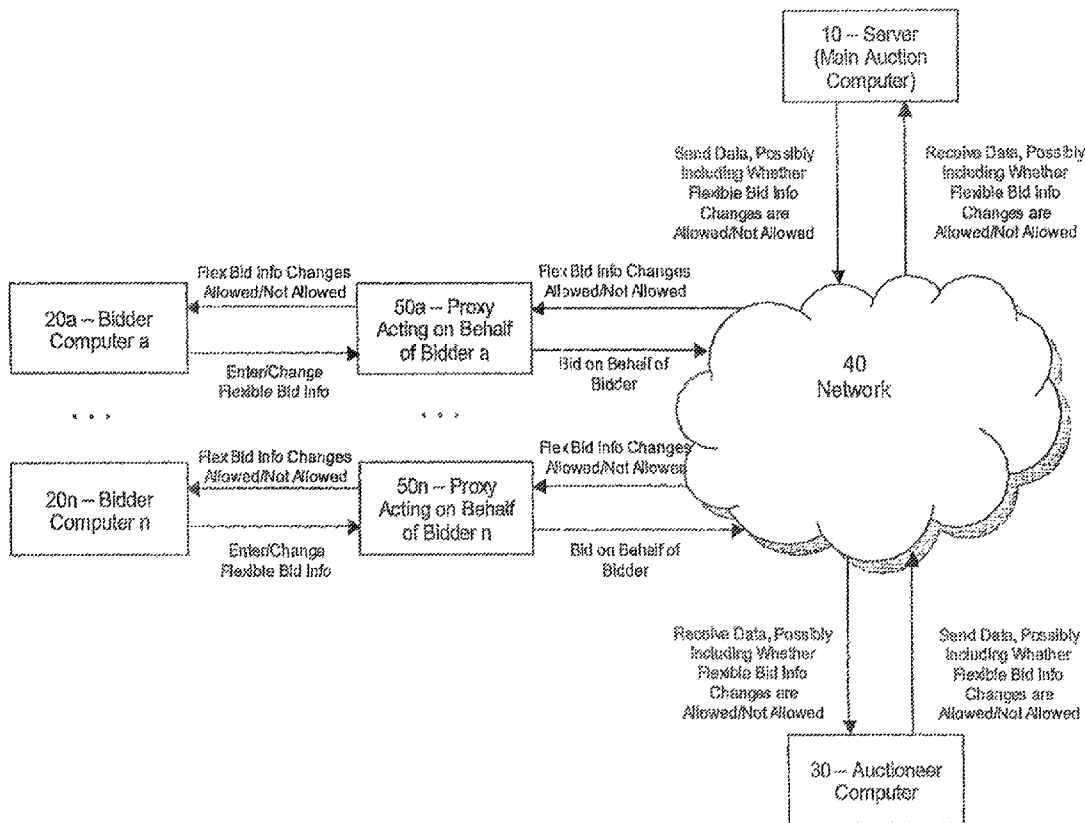 10 -- Server
(Main Auction
Computer)
Send Data, Possibly
Including Whether
Flexible Bid Info
Changes are
Allowed/Not Allowed
Receive Data, Possibly
Including Whether
Flexible Bid Info
Changes are
Allowed/Not Allowed
Flex Bid Info Changes
Allowed/Not Allowed
Flex Bid Info Changes
Allowed/Not Allowed
20a -- Bidder
Computer a
50a -- Proxy
Acting on Behalf
of Bidder a
40
Network
Enter/Change
Flexible Bid Info
Bid on Behalf of
Bidder
. . .
. . .
Flex Bid Info Changes
Allowed/Not Allowed
Flex Bid Info Changes
Allowed/Not Allowed
20n -- Bidder
Computer n
50n -- Proxy
Acting on Behalf
of Bidder n
Enter/Change
Flexible Bid Info
Bid on Behalf of
Bidder
Receive Data, Possibly
Including Whether
Flexible Bid Info
Changes are
Allowed/Not Allowed
Send Data, Possibly
Including Whether
Flexible Bid Info
Changes are
Allowed/Not Allowed
30 -- Auctioneer
Computer